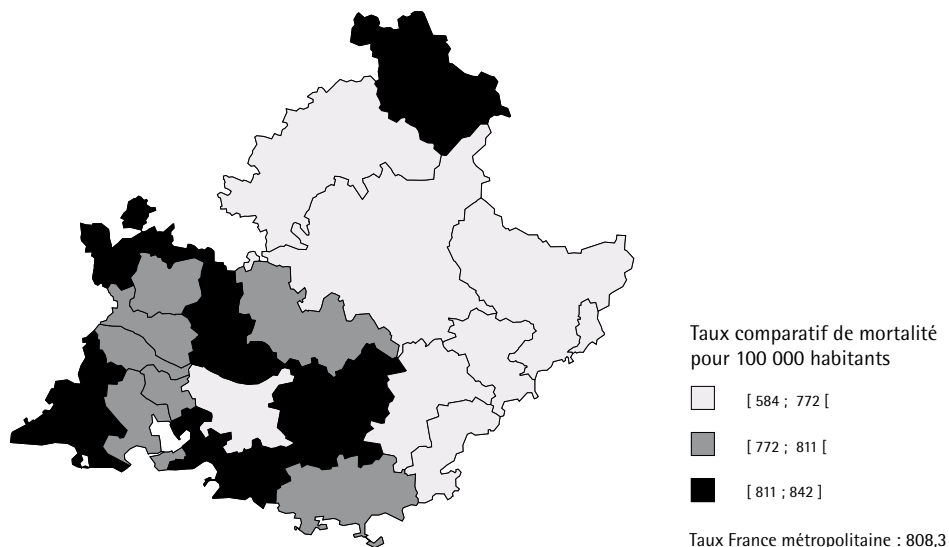 Taux comparatif de mortalité
pour 100 000 habitants
[ 584 ; 772 [
[ 772 ; 811 [
[ 811 ; 842 ]
Taux France métropolitaine : 808,3